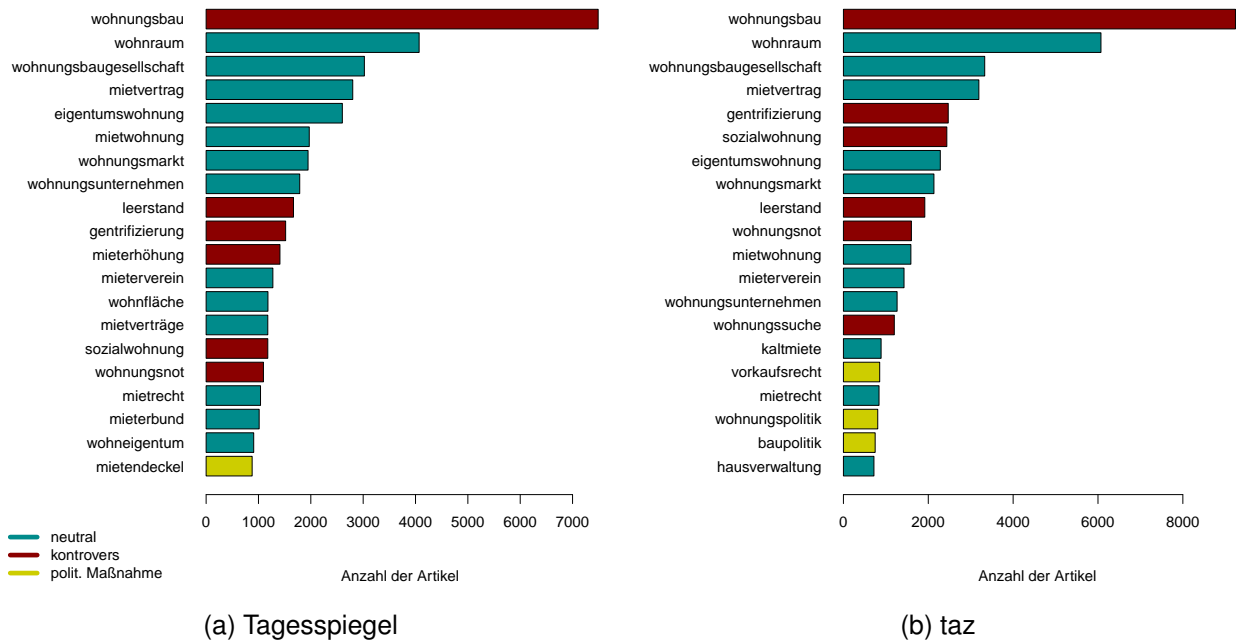 wohnungsbau
wohnraum
wohnungsbaugesellschaft
mietvertrag
eigentumswohnung
mietwohnung
wohnungsmarkt
wohnungsunternehmen
leerstand
gentrifizierung
mieterhöhung
mieterverein
wohnfläche
mietverträge
sozialwohnung
wohnungsnot
mietrecht
mieterbund
wohneigentum
mietendeckel
0 1000 2000 3000 4000 5000 6000 7000
Anzahl der Artikel
neutral
kontrovers
polit. Maßnahme
(a) Tagesspiegel
wohnungsbau
wohnraum
wohnungsbaugesellschaft
mietvertrag
gentrifizierung
sozialwohnung
eigentumswohnung
wohnungsmarkt
leerstand
wohnungsnot
mietwohnung
mieterverein
wohnungsunternehmen
wohnungssuche
kaltmiete
vorkaufsrecht
mietrecht
wohnungspolitik
baupolitik
hausverwaltung
0 2000 4000 6000 8000
Anzahl der Artikel
(b) taz